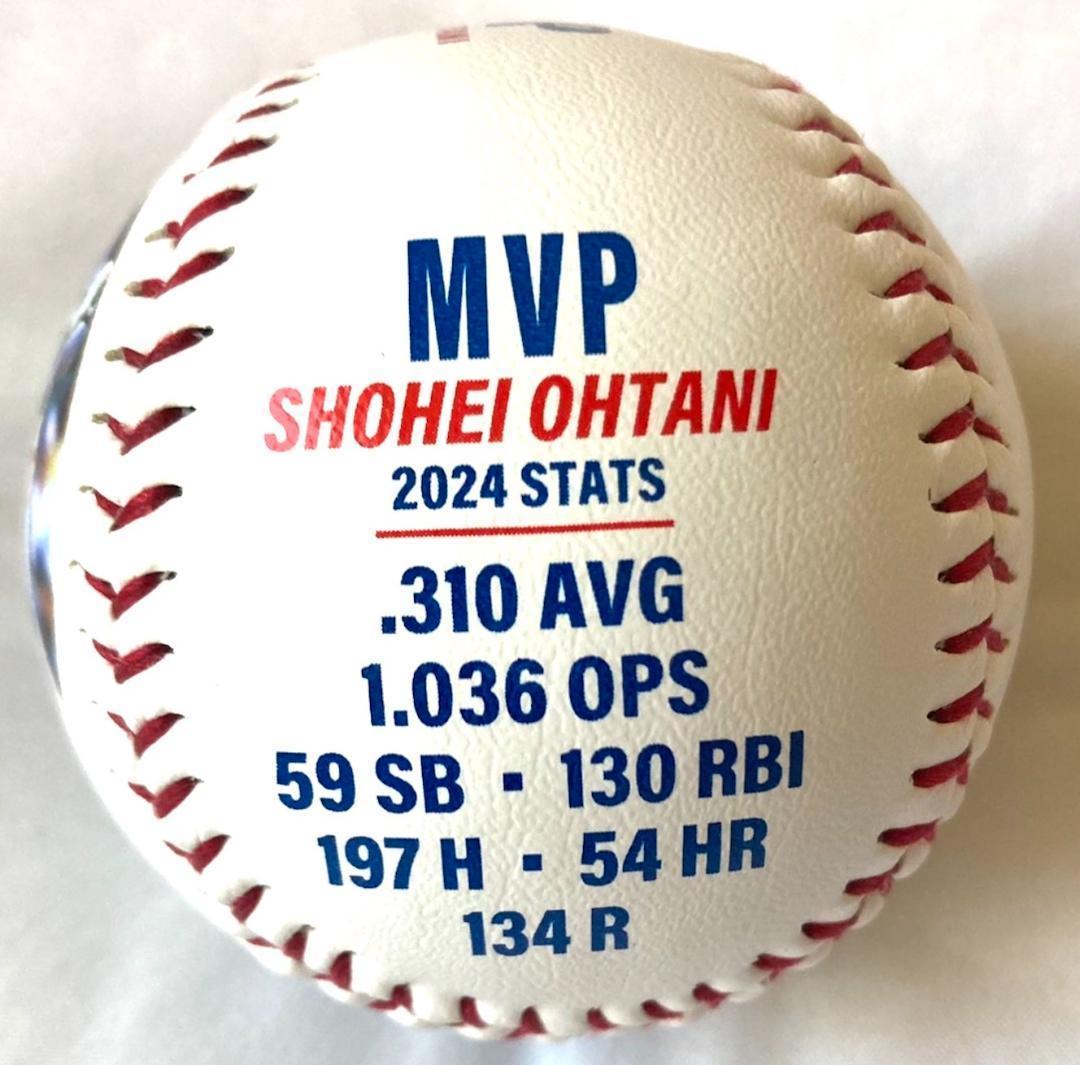 MVP
SHOHEI OHTANI
2024 STATS
.310 AVG
1.036 OPS
59 SB ▪ 130 RBI
197 H ▪ 54 HR
134 R